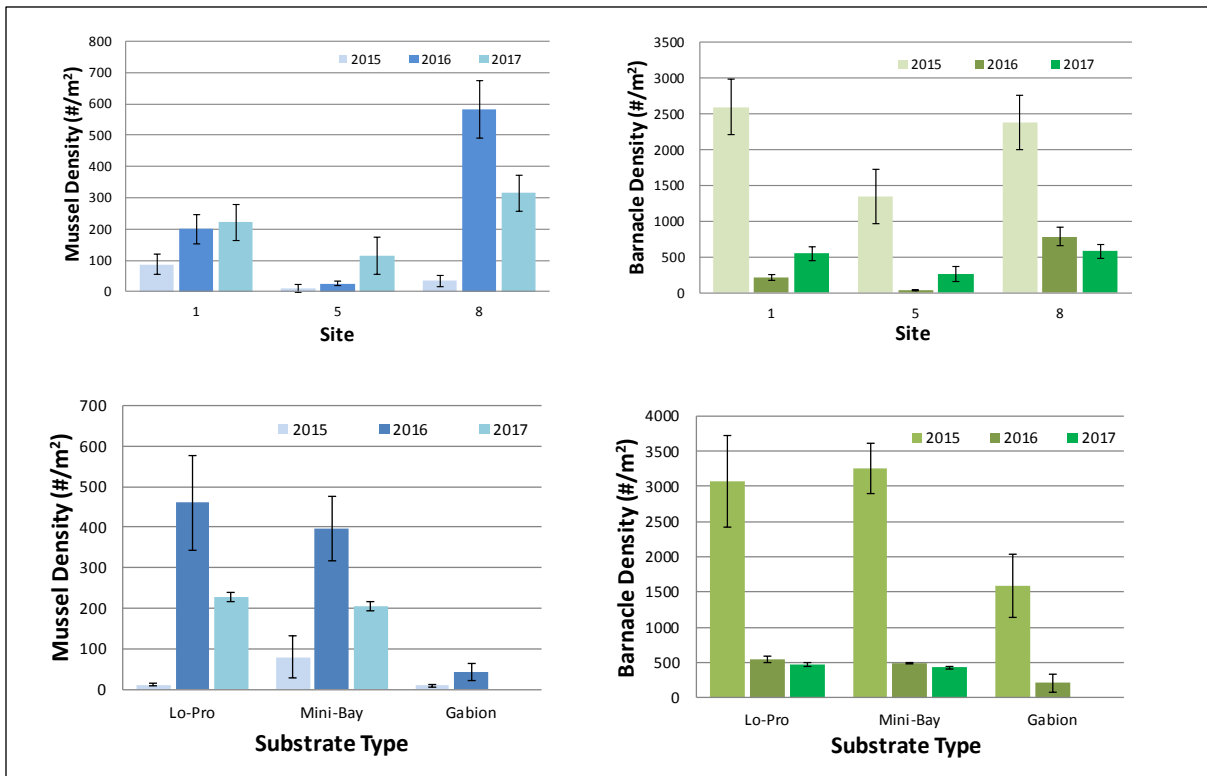 Mussel Density (#/m²)
800
700
600
500
400
300
200
100
0
2015 2016 2017
1 5 8
Site
Barnacle Density (#/m²)
3500
3000
2500
2000
1500
1000
500
0
2015 2016 2017
1 5 8
Site
Mussel Density (#/m²)
700
600
500
400
300
200
100
0
2015 2016 2017
Lo-Pro Mini-Bay Gabion
Substrate Type
Barnacle Density (#/m²)
4000
3500
3000
2500
2000
1500
1000
500
0
2015 2016 2017
Lo-Pro Mini-Bay Gabion
Substrate Type